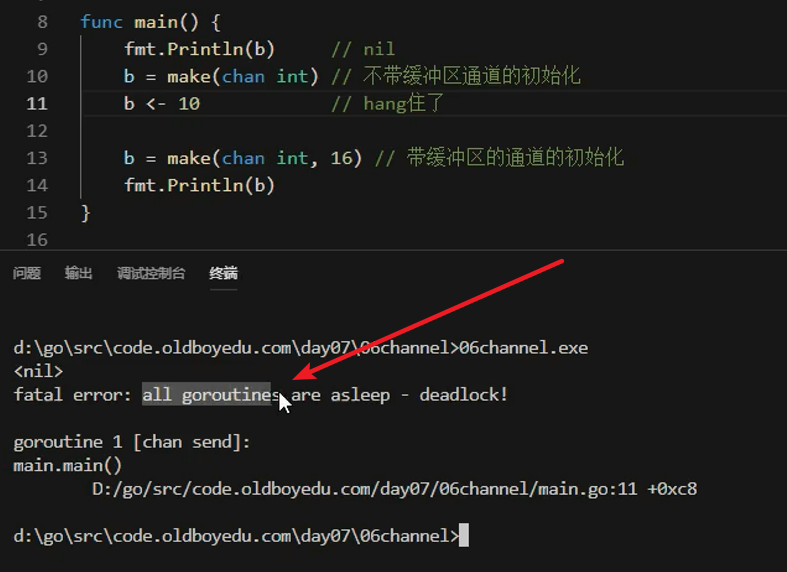 8 func main() {
9 fmt.Println(b) // nil
10 b = make(chan int) // 不带缓冲区通道的初始化
11 b <- 10 // hang住了
12
13 b = make(chan int, 16) // 带缓冲区的通道的初始化
14 fmt.Println(b)
15 }
16
问题 输出 调试控制台 终端
d:\go\src\code.oldboyedu.com\day07\06channel>06channel.exe
<nil>
fatal error: all goroutines are asleep - deadlock!
goroutine 1 [chan send]:
main.main()
D:/go/src/code.oldboyedu.com/day07/06channel/main.go:11 +0xc8
d:\go\src\code.oldboyedu.com\day07\06channel>